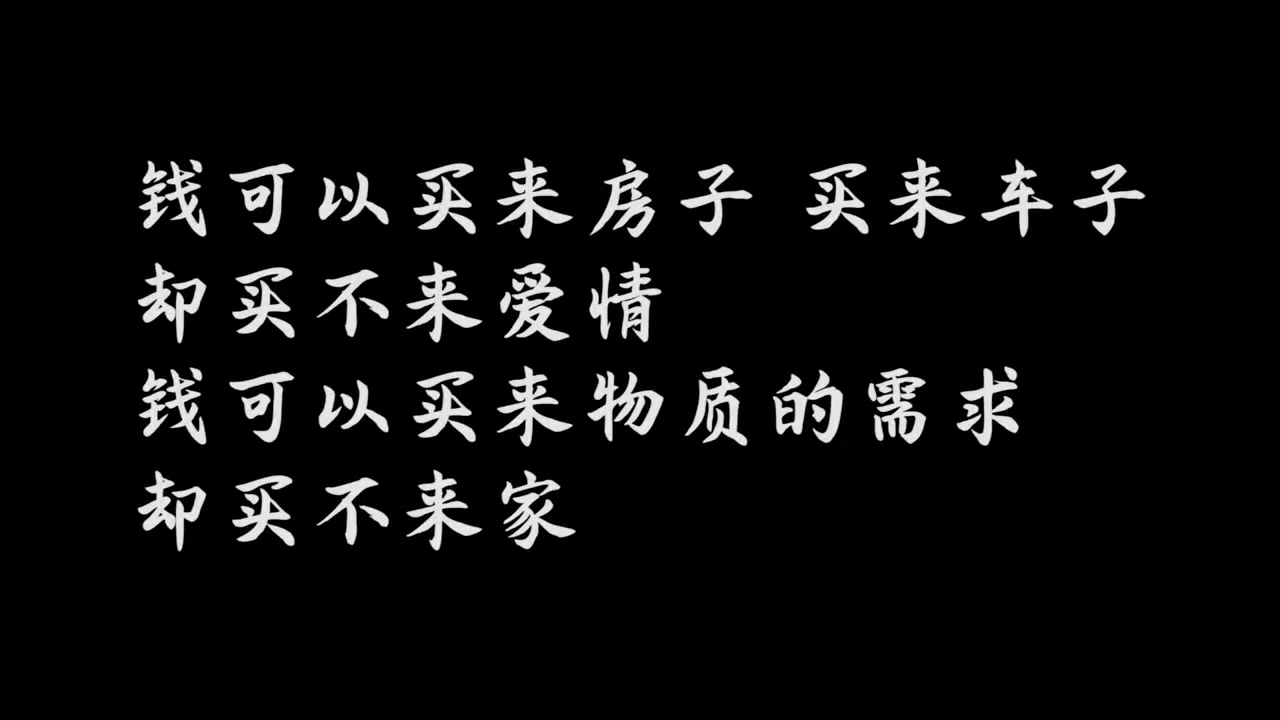 钱可以买来房子 买来车子
却买不来爱情
钱可以买来物质的需求
却买不来家